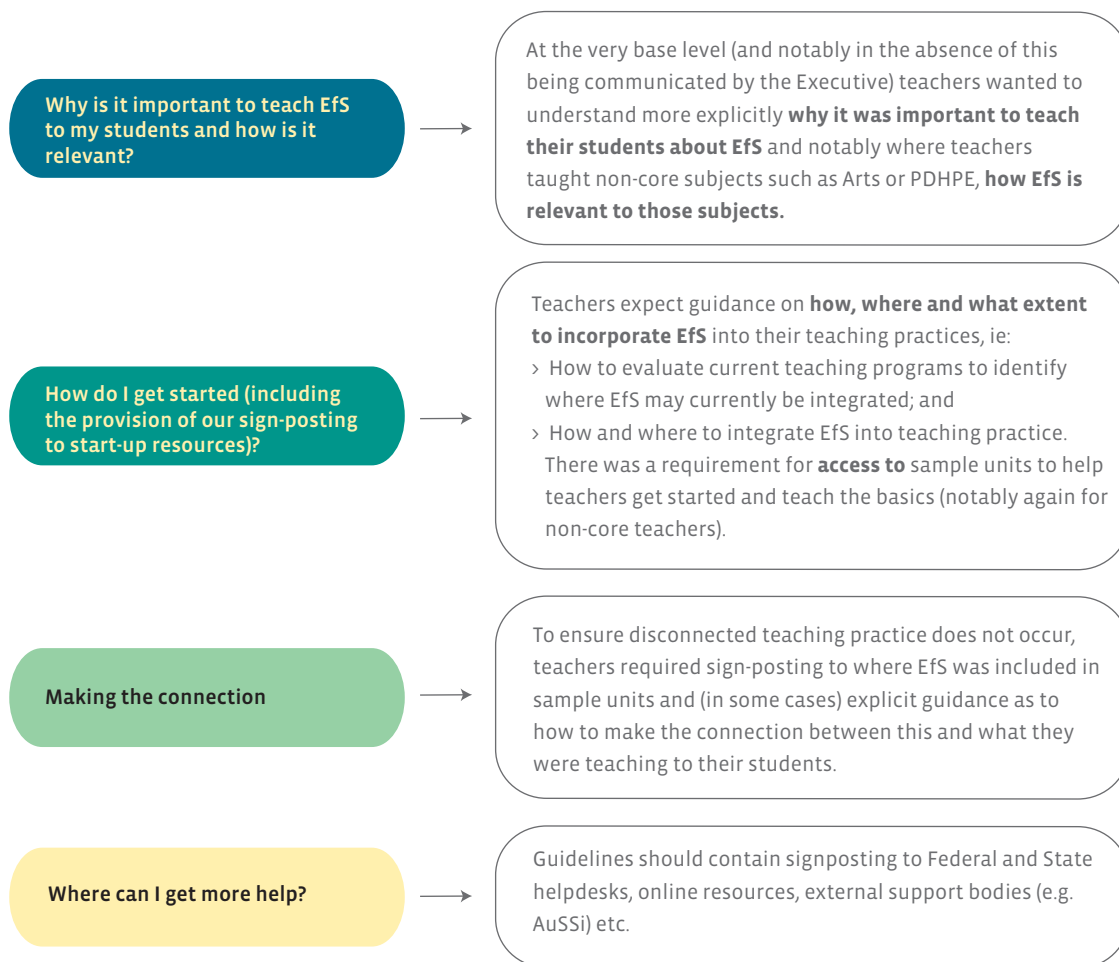 Why is it important to teach EfS
to my students and how is it
relevant?
At the very base level (and notably in the absence of this
being communicated by the Executive) teachers wanted to
understand more explicitly why it was important to teach
their students about EfS and notably where teachers
taught non-core subjects such as Arts or PDHPE, how EfS is
relevant to those subjects.
How do I get started (including
the provision of our sign-posting
to start-up resources)?
Teachers expect guidance on how, where and what extent
to incorporate EfS into their teaching practices, ie:
› How to evaluate current teaching programs to identify
where EfS may currently be integrated; and
› How and where to integrate EfS into teaching practice.
There was a requirement for access to sample units to help
teachers get started and teach the basics (notably again for
non-core teachers).
Making the connection
To ensure disconnected teaching practice does not occur,
teachers required sign-posting to where EfS was included in
sample units and (in some cases) explicit guidance as to
how to make the connection between this and what they
were teaching to their students.
Where can I get more help?
Guidelines should contain signposting to Federal and State
helpdesks, online resources, external support bodies (e.g.
AuSSi) etc.